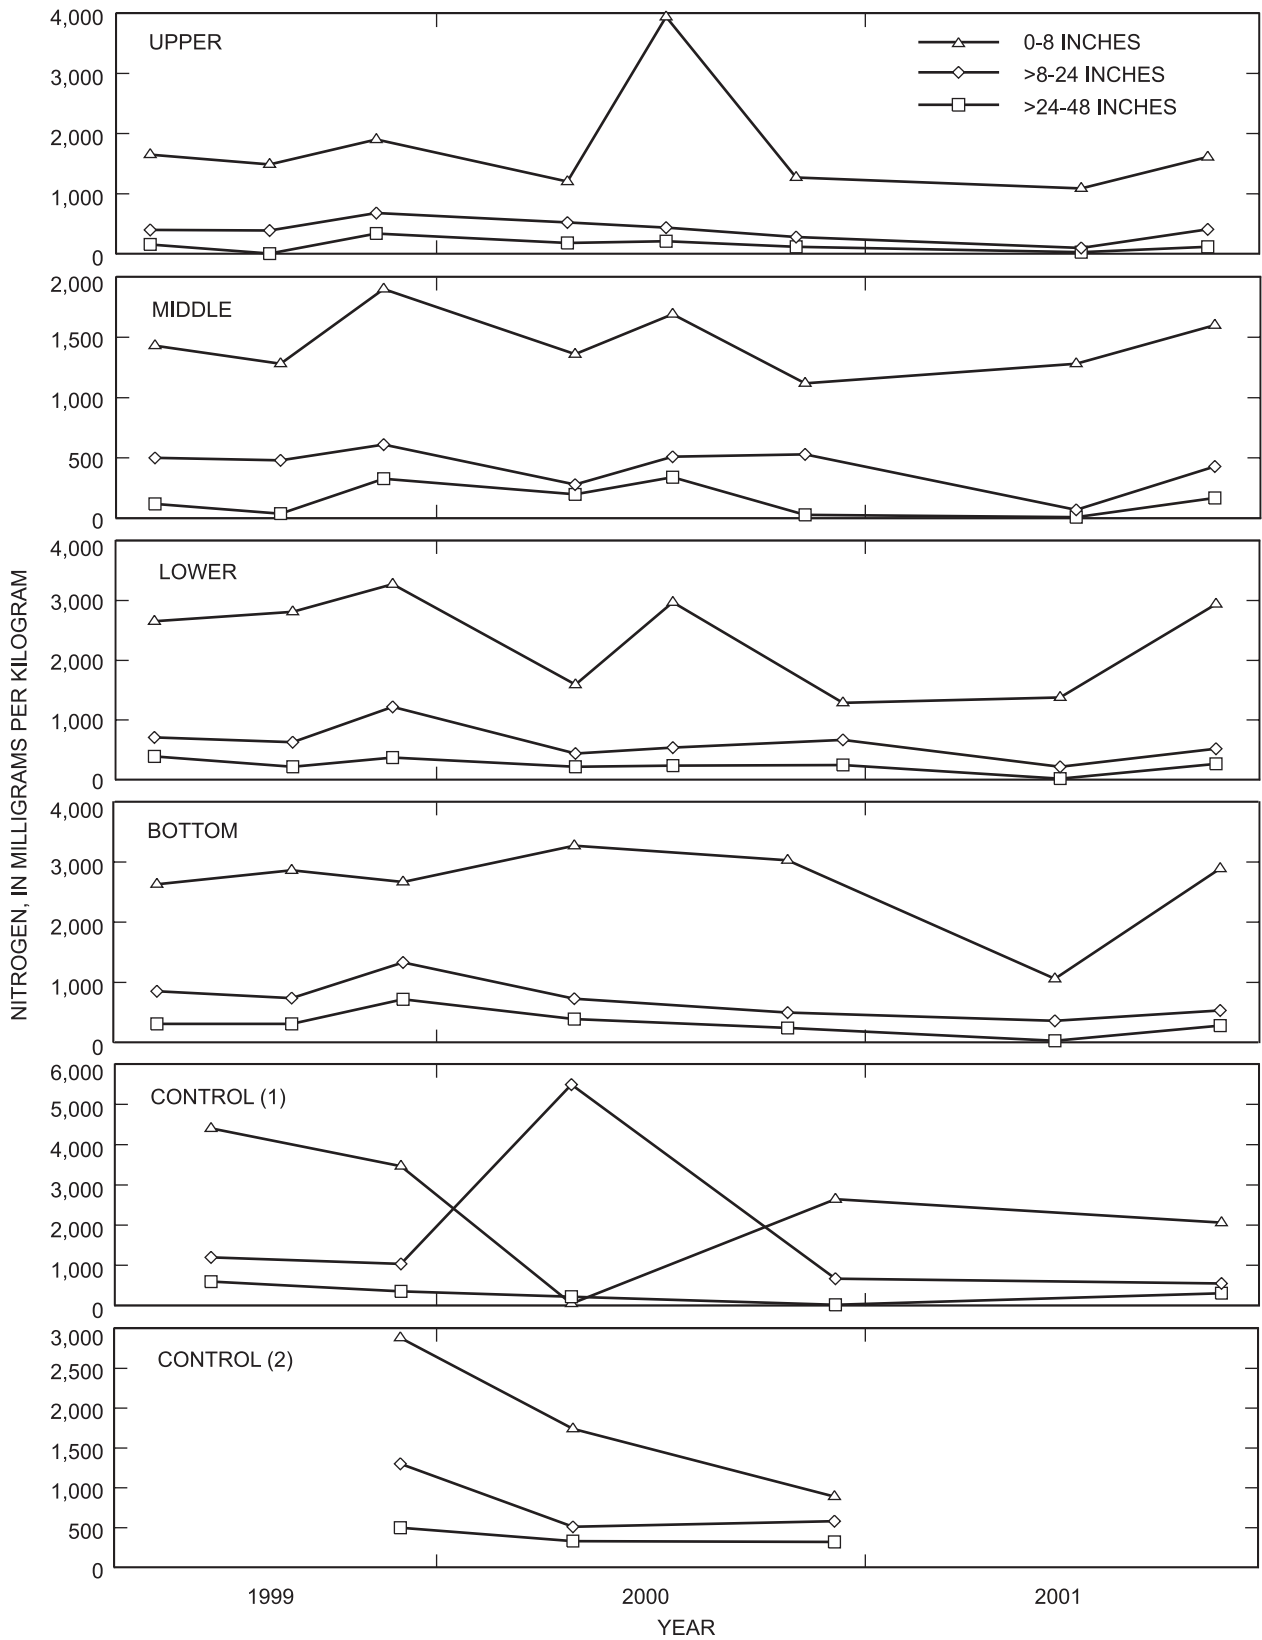 4,000
UPPER
0-8 INCHES
3,000
>8-24 INCHES
>24-48 INCHES
2,000
1,000
0
2,000
MIDDLE
1,500
1,000
500
0
4,000
LOWER
3,000
2,000
1,000
0
4,000
BOTTOM
3,000
2,000
1,000
0
6,000
CONTROL (1)
5,000
4,000
3,000
2,000
1,000
0
3,000
CONTROL (2)
2,500
2,000
1,500
1,000
500
0
NITROGEN, IN MILLIGRAMS PER KILOGRAM
1999 2000 2001
YEAR